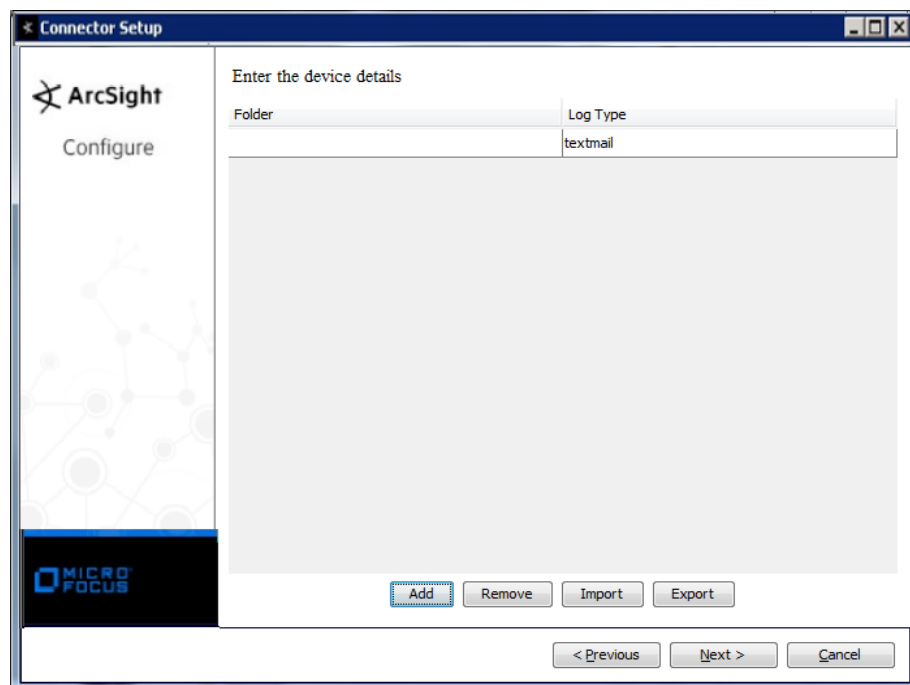 Connector Setup
ArcSight
Configure
Enter the device details
Folder Log Type
textmail
MICRO
FOCUS
Add Remove Import Export
< Previous Next > Cancel